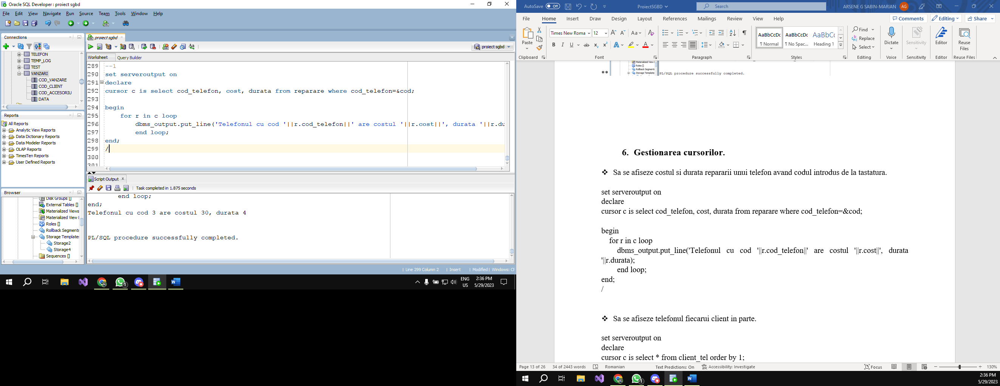 Oracle SQL Developer : proiect sgbd
File Edit View Navigate Run Source Team Tools Window Help
Connections
TELEFON
TEMP_LOG
TEST
VANZARI
COD_VANZARE
COD_CLIENT
COD_ACCESORIU
DATA
Reports
All Reports
Analytic View Reports
Data Dictionary Reports
Data Modeler Reports
OLAP Reports
TimesTen Reports
User Defined Reports
Browser
Disk Groups []
External Tables []
Materialized Views
Materialized View l
Roles []
Rollback Segments
Storage Templates
Storage2
Storage4
Sequences []
proiect sgbd
proiect sgbd
Worksheet Query Builder
289 --1
290 set serveroutput on
291 declare
292 cursor c is select cod_telefon, cost, durata from reparare where cod_telefon=&cod;
293
294 begin
295 for r in c loop
296 dbms_output.put_line('Telefonul cu cod '||r.cod_telefon||' are costul '||r.cost||', durata '||r.du
297 end loop;
298 end;
299 /
300
301
Script Output x
Task completed in 1.875 seconds
end loop;
end;
Telefonul cu cod 3 are costul 30, durata 4
PL/SQL procedure successfully completed.
Line 299 Column 2 | Insert | Modified | Windows: CF
ENG
US
2:36 PM
5/29/2023
AutoSave Off ProiectSGBD Search ARSENE G SABIN-MARIAN AG
File Home Insert Draw Design Layout References Mailings Review View Help Comments Editing Share
Paste
Clipboard
Times New Roma 12
Font
Paragraph
AaBbCcDc AaBbCcDc AaBbCc
¶ Normal ¶ No Spac... Heading 1
Styles
Find
Replace
Select
Editing
Dictate
Voice
Sensitivity
Sensitivity
Editor
Editor
Reuse
Files
Reuse Files
Materialized View l
Roles []
Rollback Segments
Storage Templates
PL/SQL procedure successfully completed.
**
6. Gestionarea cursorilor.
❖ Sa se afiseze costul si durata repararii unui telefon avand codul introdus de la tastatura.
set serveroutput on
declare
cursor c is select cod_telefon, cost, durata from reparare where cod_telefon=&cod;
begin
for r in c loop
dbms_output.put_line('Telefonul cu cod '||r.cod_telefon||' are costul '||r.cost||', durata
'||r.durata);
end loop;
end;
/
❖ Sa se afiseze telefonul fiecarui client in parte.
set serveroutput on
declare
cursor c is select * from client_tel order by 1;
Page 13 of 26 34 of 2443 words Romanian Text Predictions: On Accessibility: Investigate Focus 130%
2:36 PM
5/29/2023